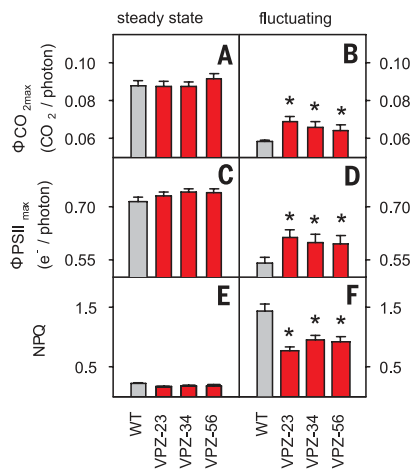 steady state fluctuating
A B
ΦCO2max
(CO2 / photon)
0.10 0.10
0.08 0.08
0.06 0.06
* * *
C D
ΦPSIImax
(e- / photon)
0.70 0.70
0.55 0.55
* * *
E F
NPQ
1.5 1.5
0.5 0.5
* * *
WT VPZ-23 VPZ-34 VPZ-56 WT VPZ-23 VPZ-34 VPZ-56